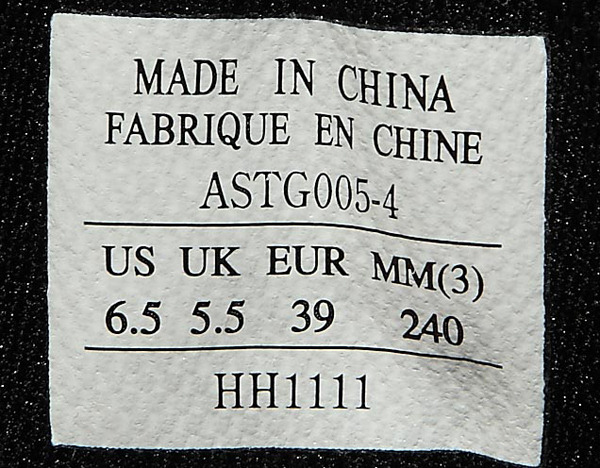 MADE IN CHINA
FABRIQUE EN CHINE
ASTG005-4
US UK EUR MM(3)
6.5 5.5 39 240
HH1111